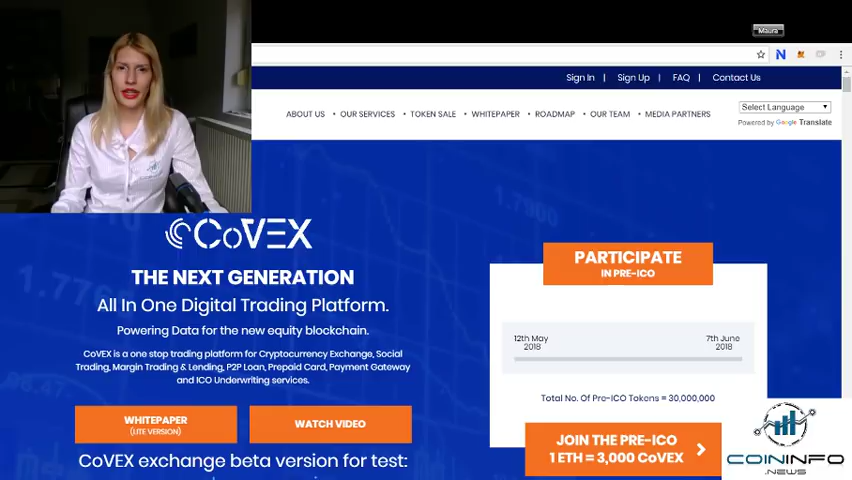 Maura
Sign In | Sign Up | FAQ | Contact Us
ABOUT US • OUR SERVICES • TOKEN SALE • WHITEPAPER • ROADMAP • OUR TEAM • MEDIA PARTNERS
Select Language
Powered by Google Translate
CoVEX
THE NEXT GENERATION
All In One Digital Trading Platform.
Powering Data for the new equity blockchain.
CoVEX is a one stop trading platform for Cryptocurrency Exchange, Social
Trading, Margin Trading & Lending, P2P Loan, Prepaid Card, Payment Gateway
and ICO Underwriting services.
WHITEPAPER
(LITE VERSION)
WATCH VIDEO
CoVEX exchange beta version for test:
PARTICIPATE
IN PRE-ICO
12th May
2018
7th June
2018
Total No. Of Pre-ICO Tokens = 30,000,000
JOIN THE PRE-ICO
1 ETH = 3,000 CoVEX
COININFO
.NEWS